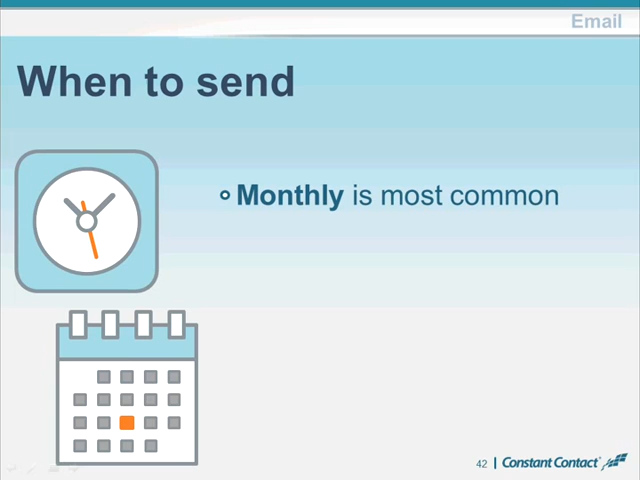 Email
When to send
Monthly is most common
42 | Constant Contact®